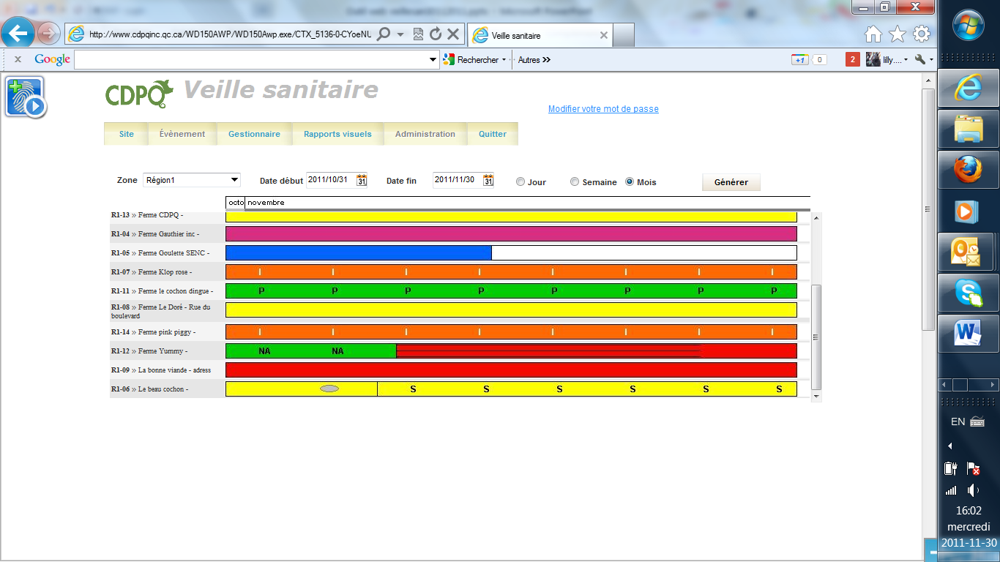 http://www.cdpqinc.qc.ca/WD150AWP/WD150Awp.exe/CTX_5136-0-CYoeNU
Veille sanitaire
x Google Rechercher Autres »
+1 0 2 lilly....
CDPQ Veille sanitaire
Modifier votre mot de passe
Site Évènement Gestionnaire Rapports visuels Administration Quitter
Zone Région1 Date début 2011/10/31 31 Date fin 2011/11/30 31 Jour Semaine Mois Générer
octo novembre
R1-13 » Ferme CDPQ -
R1-04 » Ferme Gauthier inc -
R1-05 » Ferme Goulette SENC -
R1-07 » Ferme Klop rose - I I I I I I I I
R1-11 » Ferme le cochon dingue - P P P P P P P P
R1-08 » Ferme Le Doré - Rue du
boulevard
R1-14 » Ferme pink piggy - I I I I I I I I
R1-12 » Ferme Yummy - NA NA
R1-09 » La bonne viande - adress
R1-06 » Le beau cochon - S S S S S S
EN
16:02
mercredi
2011-11-30